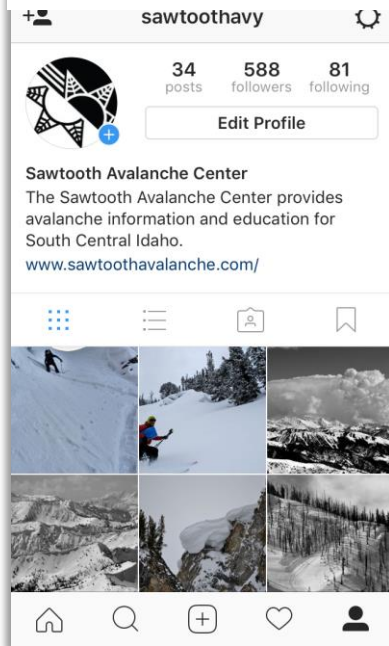 sawtoothavy
34 588 81
posts followers following
Edit Profile
Sawtooth Avalanche Center
The Sawtooth Avalanche Center provides
avalanche information and education for
South Central Idaho.
www.sawtoothavalanche.com/